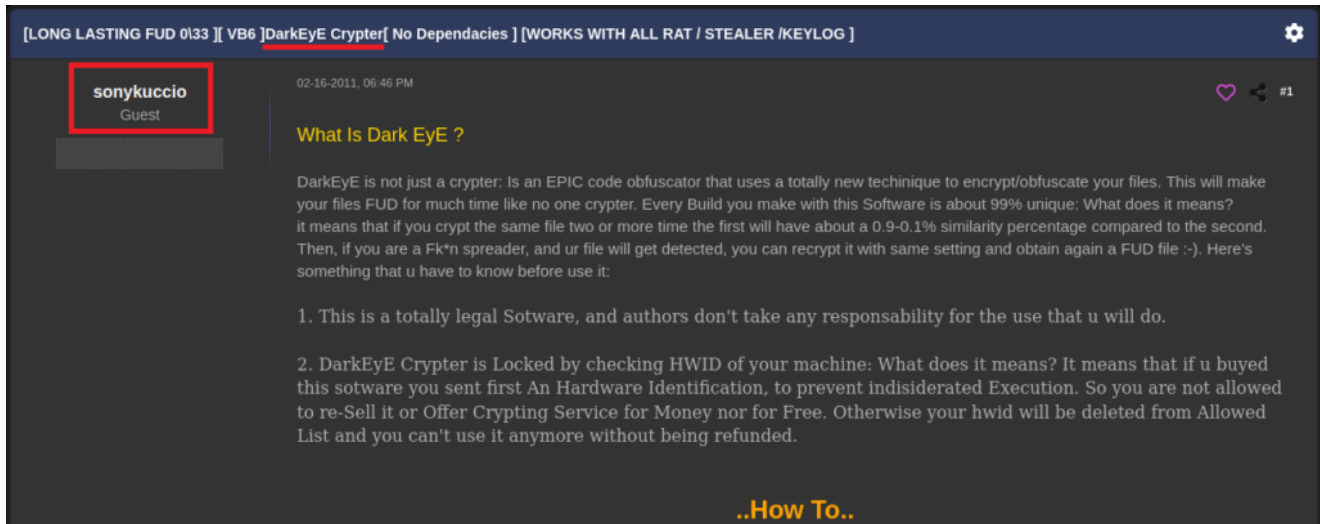 [LONG LASTING FUD 0\33 ][ VB6 ]DarkEyE Crypter[ No Dependacies ] [WORKS WITH ALL RAT / STEALER /KEYLOG ]
sonykuccio
Guest
02-16-2011, 06:46 PM
#1
What Is Dark EyE ?
DarkEyE is not just a crypter: Is an EPIC code obfuscator that uses a totally new techinique to encrypt/obfuscate your files. This will make
your files FUD for much time like no one crypter. Every Build you make with this Software is about 99% unique: What does it means?
it means that if you crypt the same file two or more time the first will have about a 0.9-0.1% similarity percentage compared to the second.
Then, if you are a Fk*n spreader, and ur file will get detected, you can recrypt it with same setting and obtain again a FUD file :-). Here's
something that u have to know before use it:
1. This is a totally legal Sotware, and authors don't take any responsability for the use that u will do.
2. DarkEyE Crypter is Locked by checking HWID of your machine: What does it means? It means that if u buyed
this sotware you sent first An Hardware Identification, to prevent indisiderated Execution. So you are not allowed
to re-Sell it or Offer Crypting Service for Money nor for Free. Otherwise your hwid will be deleted from Allowed
List and you can't use it anymore without being refunded.
..How To..